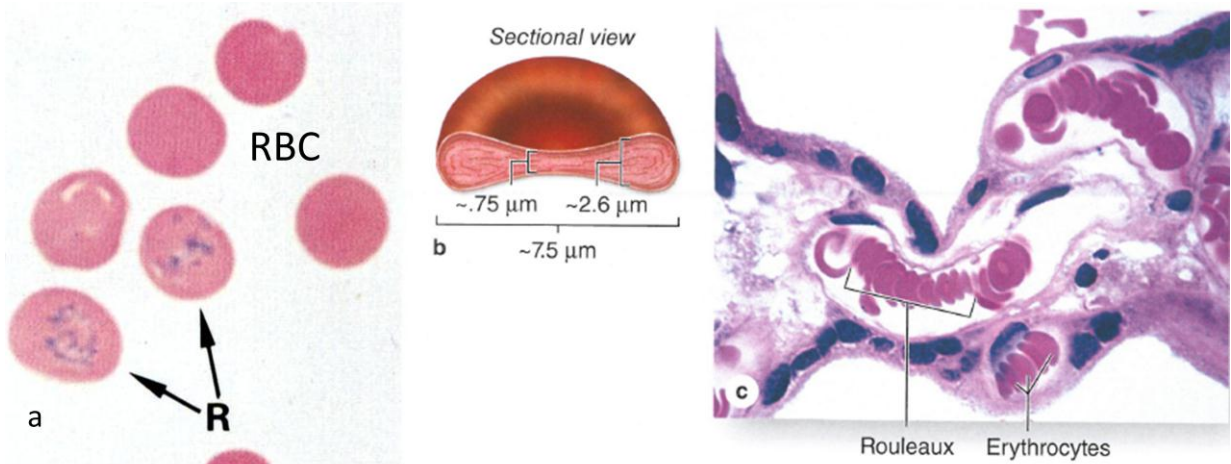 RBC
R
a
Sectional view
~.75 µm
~2.6 µm
~7.5 µm
b
c
Rouleaux
Erythrocytes